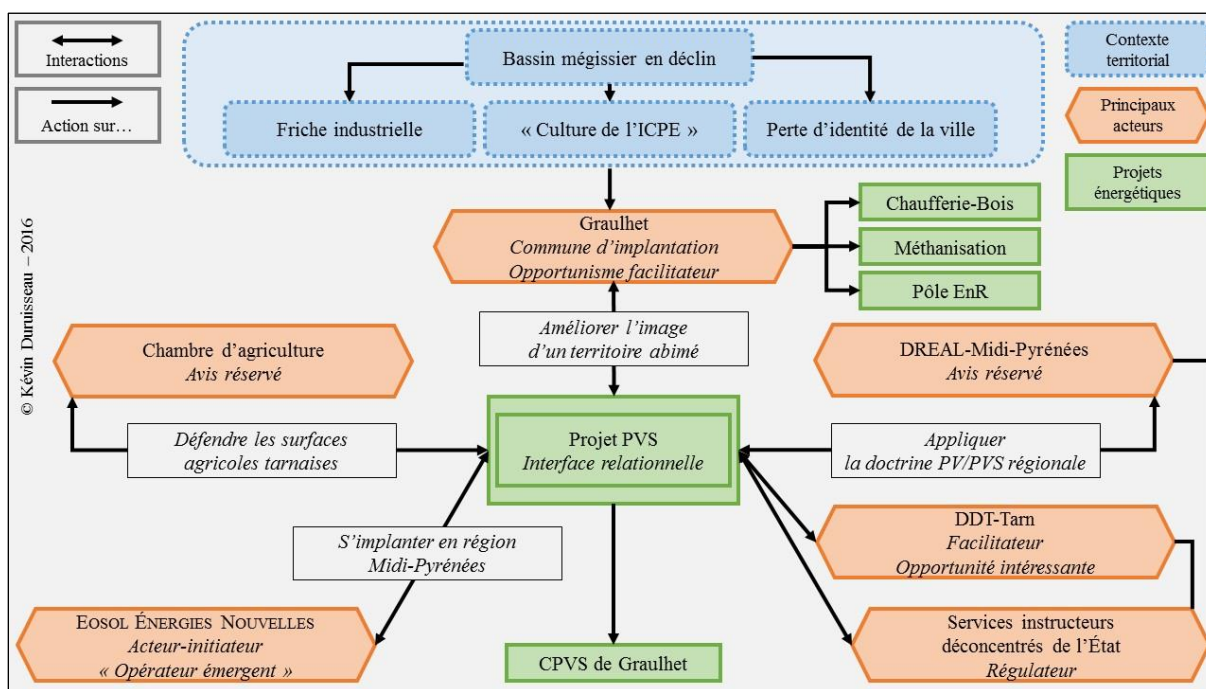 Interactions
Action sur…
Bassin mégissier en déclin
Friche industrielle
« Culture de l’ICPE »
Perte d’identité de la ville
Contexte
territorial
Principaux
acteurs
Projets
énergétiques
© Kévin Duruisseau – 2016
Graulhet
Commune d’implantation
Opportunisme facilitateur
Chaufferie-Bois
Méthanisation
Pôle EnR
Améliorer l’image
d’un territoire abîmé
Chambre d’agriculture
Avis réservé
DREAL-Midi-Pyrénées
Avis réservé
Défendre les surfaces
agricoles tarnaises
Projet PVS
Interface relationnelle
Appliquer
la doctrine PV/PVS régionale
S’implanter en région
Midi-Pyrénées
DDT-Tarn
Facilitateur
Opportunité intéressante
EOSOL ÉNERGIES NOUVELLES
Acteur-initiateur
« Opérateur émergent »
CPVS de Graulhet
Services instructeurs
déconcentrés de l’État
Régulateur